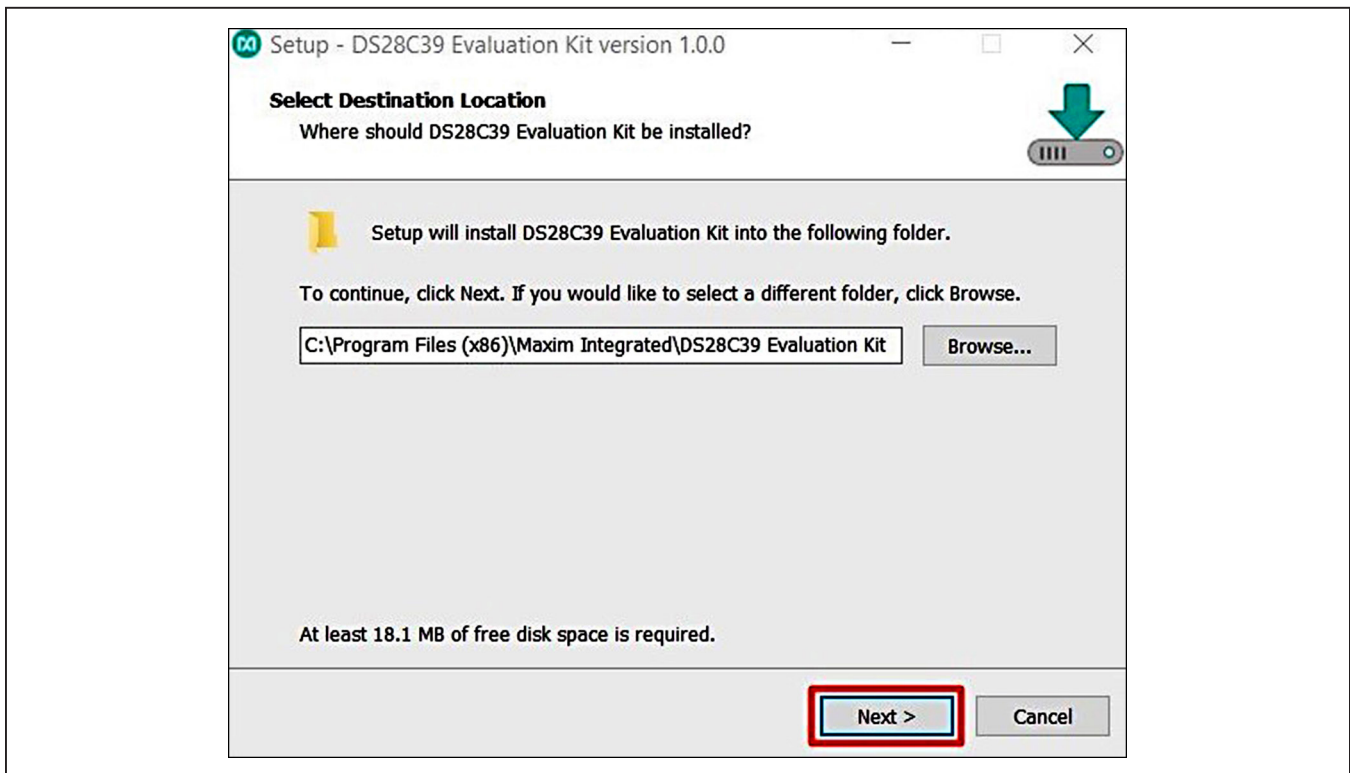 Setup - DS28C39 Evaluation Kit version 1.0.0
Select Destination Location
Where should DS28C39 Evaluation Kit be installed?
Setup will install DS28C39 Evaluation Kit into the following folder.
To continue, click Next. If you would like to select a different folder, click Browse.
C:\Program Files (x86)\Maxim Integrated\DS28C39 Evaluation Kit Browse...
At least 18.1 MB of free disk space is required.
Next > Cancel